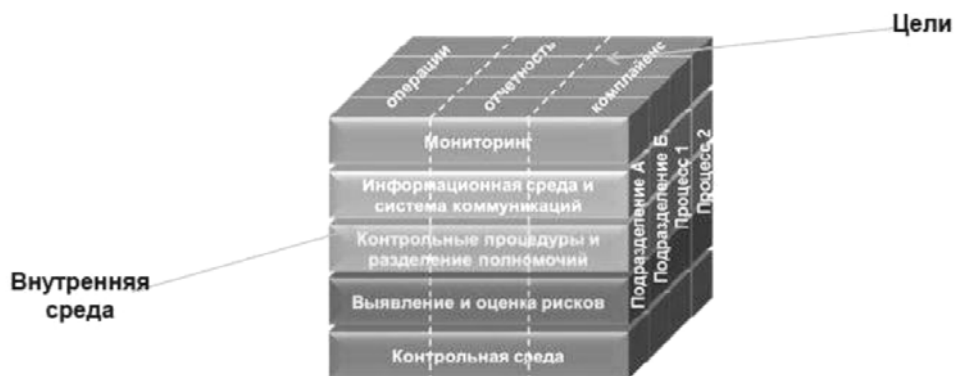 Цели
операции
отчетность
комплаенс
Мониторинг
Информационная среда и
система коммуникаций
Контрольные процедуры и
разделение полномочий
Выявление и оценка рисков
Контрольная среда
Подразделение А
Подразделение Б
Процесс 1
Процесс 2
Внутренняя
среда